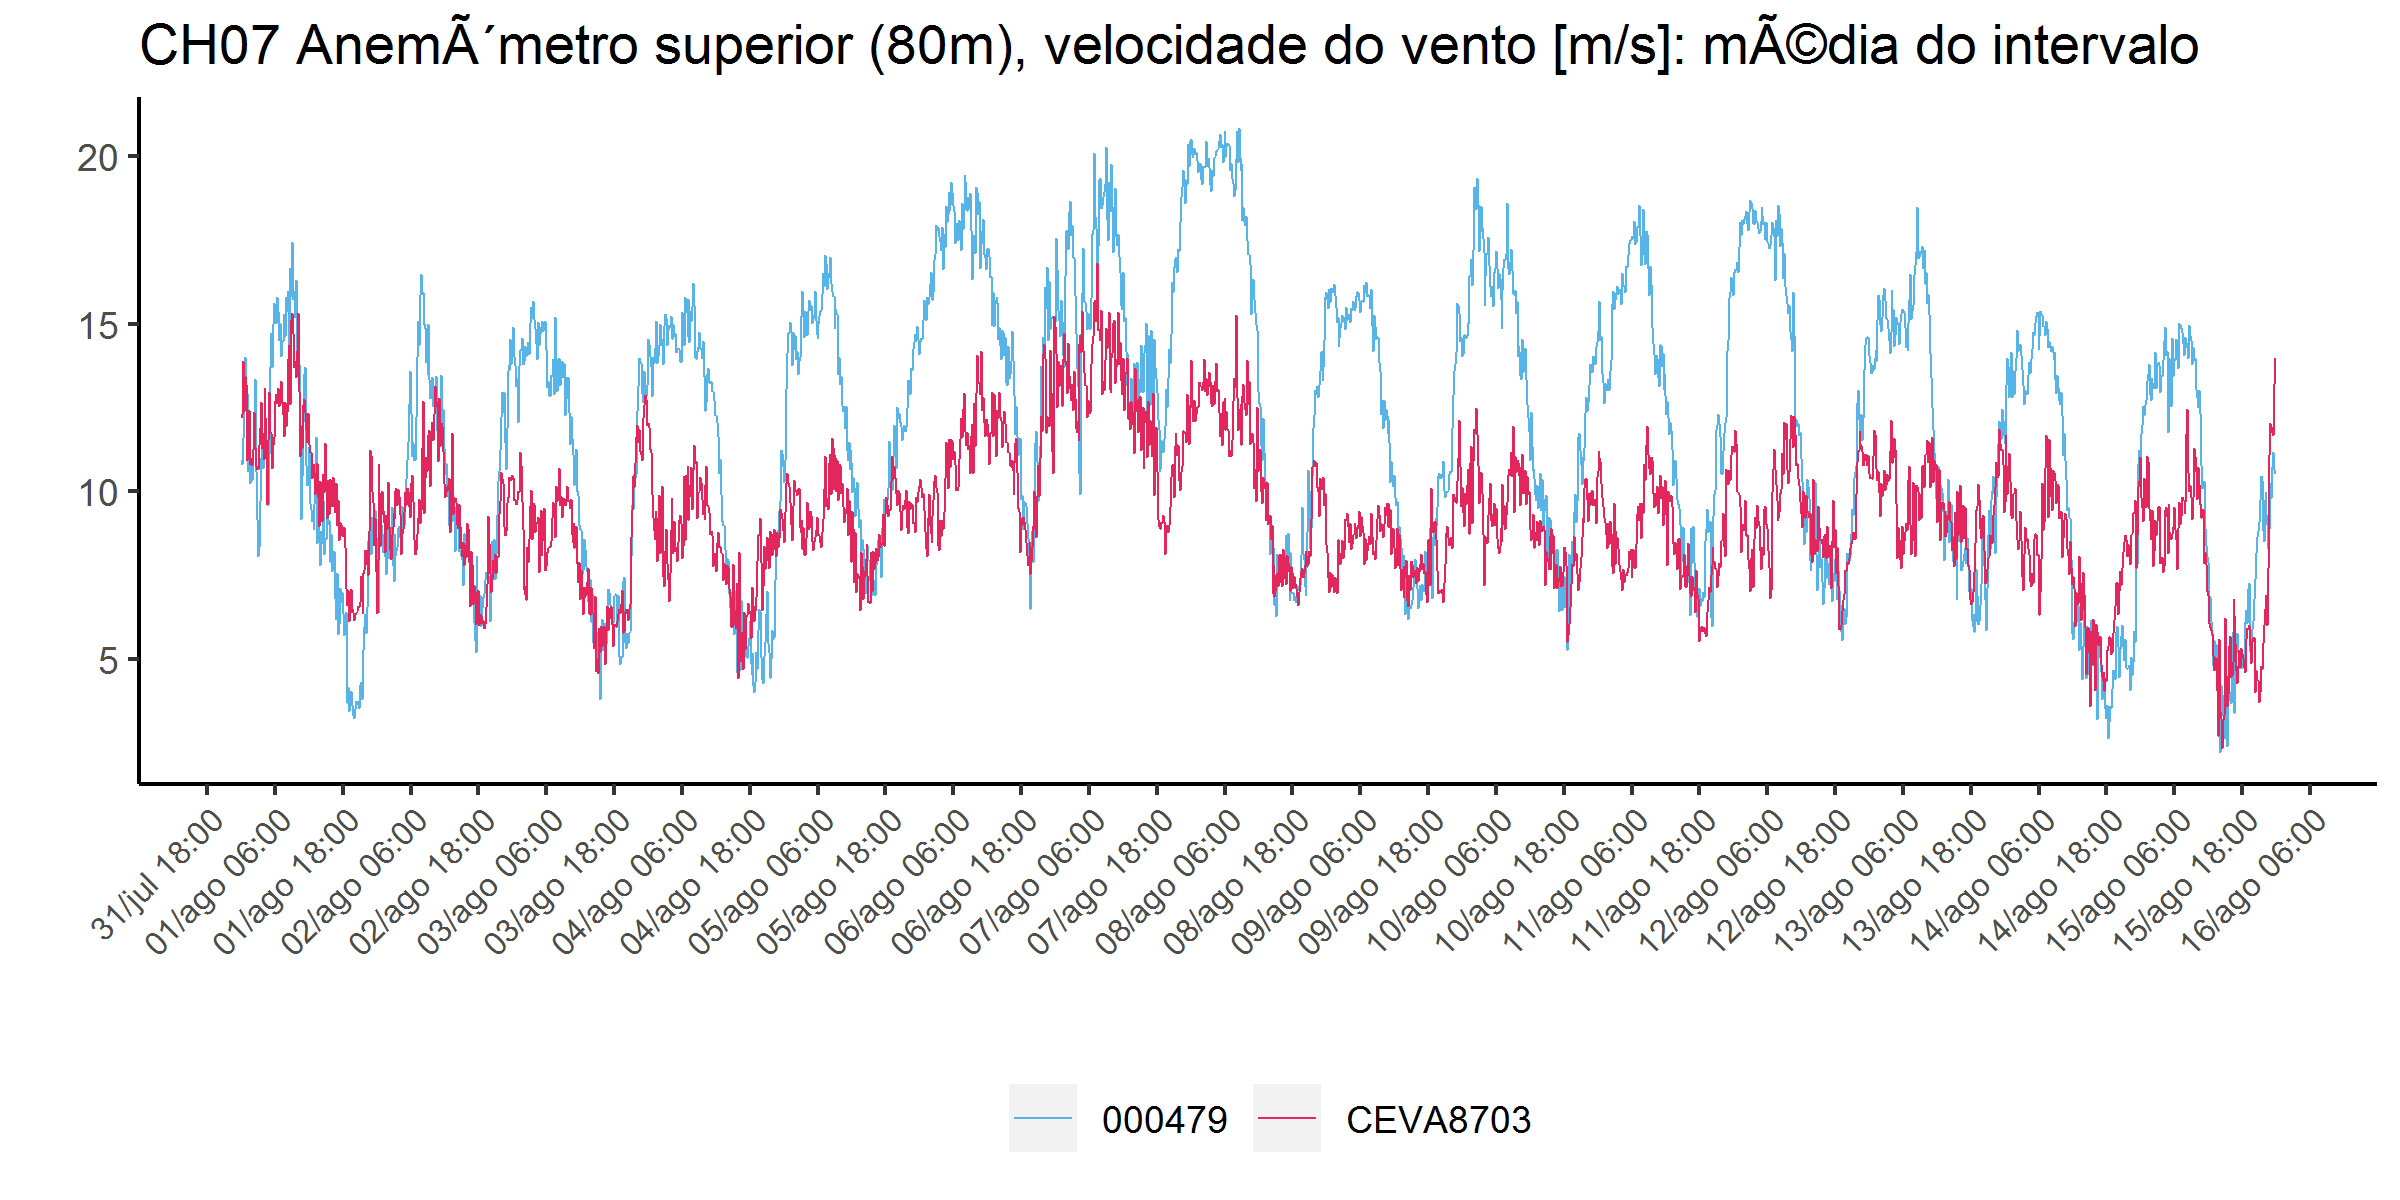 CH07 AnemÃ´metro superior (80m), velocidade do vento [m/s]: mÃ©dia do intervalo
20
15
10
5
31/jul 18:00
01/ago 06:00
01/ago 18:00
02/ago 06:00
02/ago 18:00
03/ago 06:00
03/ago 18:00
04/ago 06:00
04/ago 18:00
05/ago 06:00
05/ago 18:00
06/ago 06:00
06/ago 18:00
07/ago 06:00
07/ago 18:00
08/ago 06:00
08/ago 18:00
09/ago 06:00
09/ago 18:00
10/ago 06:00
10/ago 18:00
11/ago 06:00
11/ago 18:00
12/ago 06:00
12/ago 18:00
13/ago 06:00
13/ago 18:00
14/ago 06:00
14/ago 18:00
15/ago 06:00
15/ago 18:00
16/ago 06:00
000479
CEVA8703